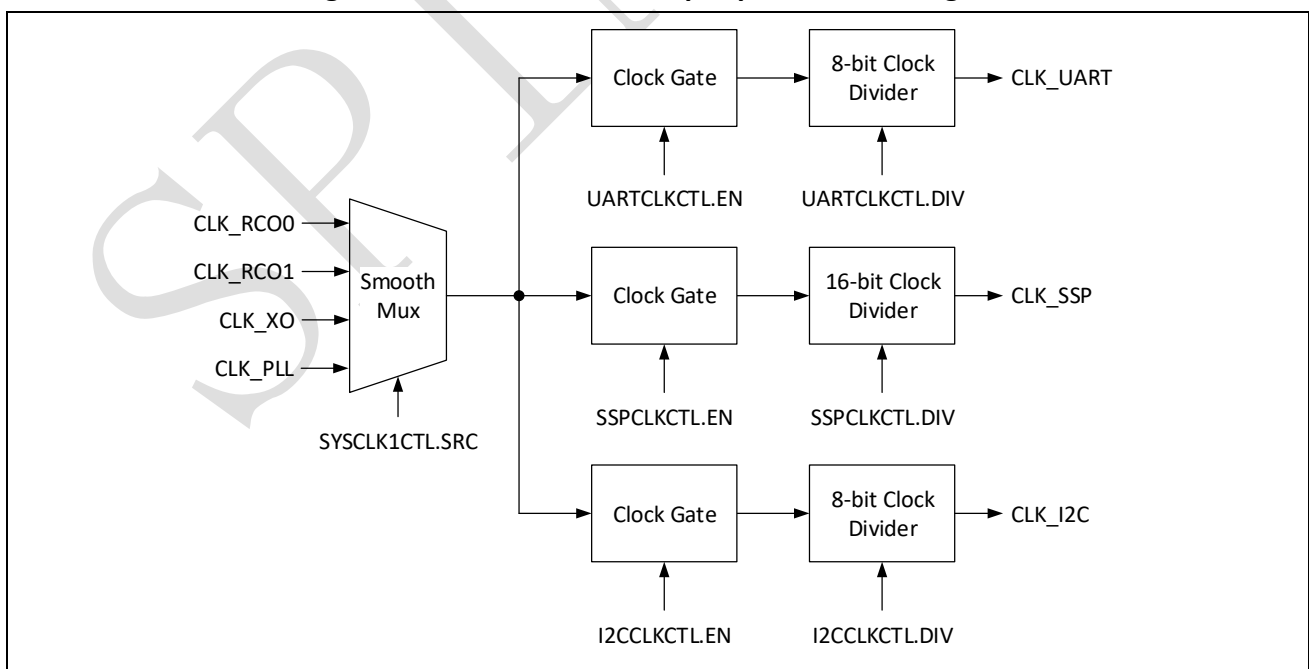 Clock Gate
8-bit Clock
Divider
CLK_UART
UARTCLKCTL.EN
UARTCLKCTL.DIV
CLK_RCO0
CLK_RCO1
CLK_XO
CLK_PLL
Smooth
Mux
SYSCLK1CTL.SRC
Clock Gate
16-bit Clock
Divider
CLK_SSP
SSPCLKCTL.EN
SSPCLKCTL.DIV
Clock Gate
8-bit Clock
Divider
CLK_I2C
I2CCLKCTL.EN
I2CCLKCTL.DIV